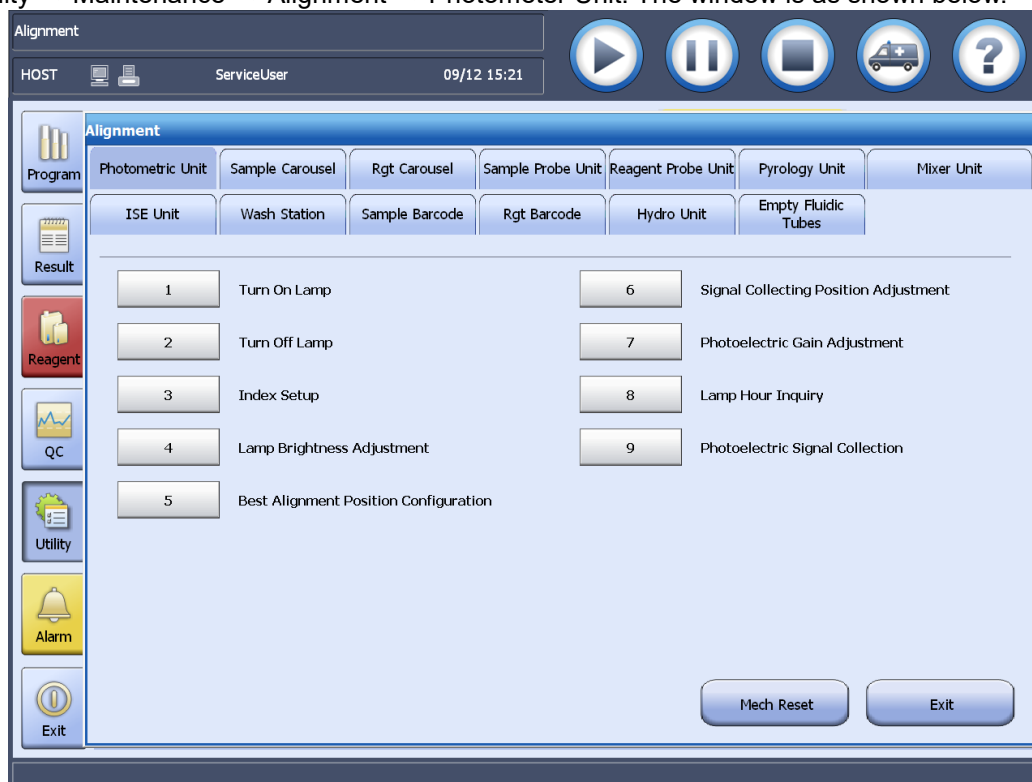 Maintenance Alignment Photometer Unit. The window is as shown below.
Alignment
HOST ServiceUser 09/12 15:21
Alignment
Photometric Unit Sample Carousel Rgt Carousel Sample Probe Unit Reagent Probe Unit Pyrology Unit Mixer Unit
ISE Unit Wash Station Sample Barcode Rgt Barcode Hydro Unit Empty Fluidic
Tubes
Program
Result
Reagent
QC
Utility
Alarm
Exit
1 Turn On Lamp
2 Turn Off Lamp
3 Index Setup
4 Lamp Brightness Adjustment
5 Best Alignment Position Configuration
6 Signal Collecting Position Adjustment
7 Photoelectric Gain Adjustment
8 Lamp Hour Inquiry
9 Photoelectric Signal Collection
Mech Reset Exit